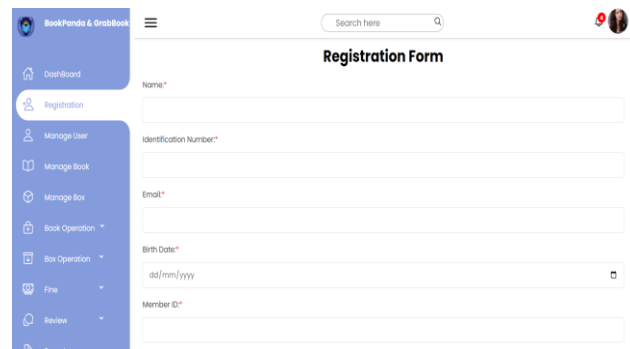 BookPanda & GrabBook
Search here
DashBoard
Registration
Manage User
Manage Book
Manage Box
Book Operation
Box Operation
Fine
Review
Registration Form
Name:*
Identification Number:*
Email:*
Birth Date:*
dd/mm/yyyy
Member ID:*